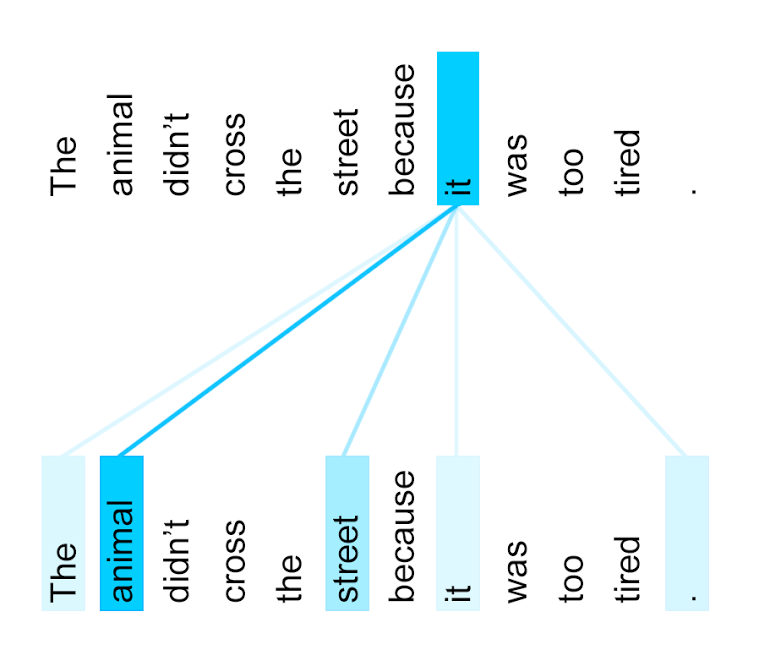 The animal didn’t cross the street because it was too tired .
The animal didn’t cross the street because it was too tired .